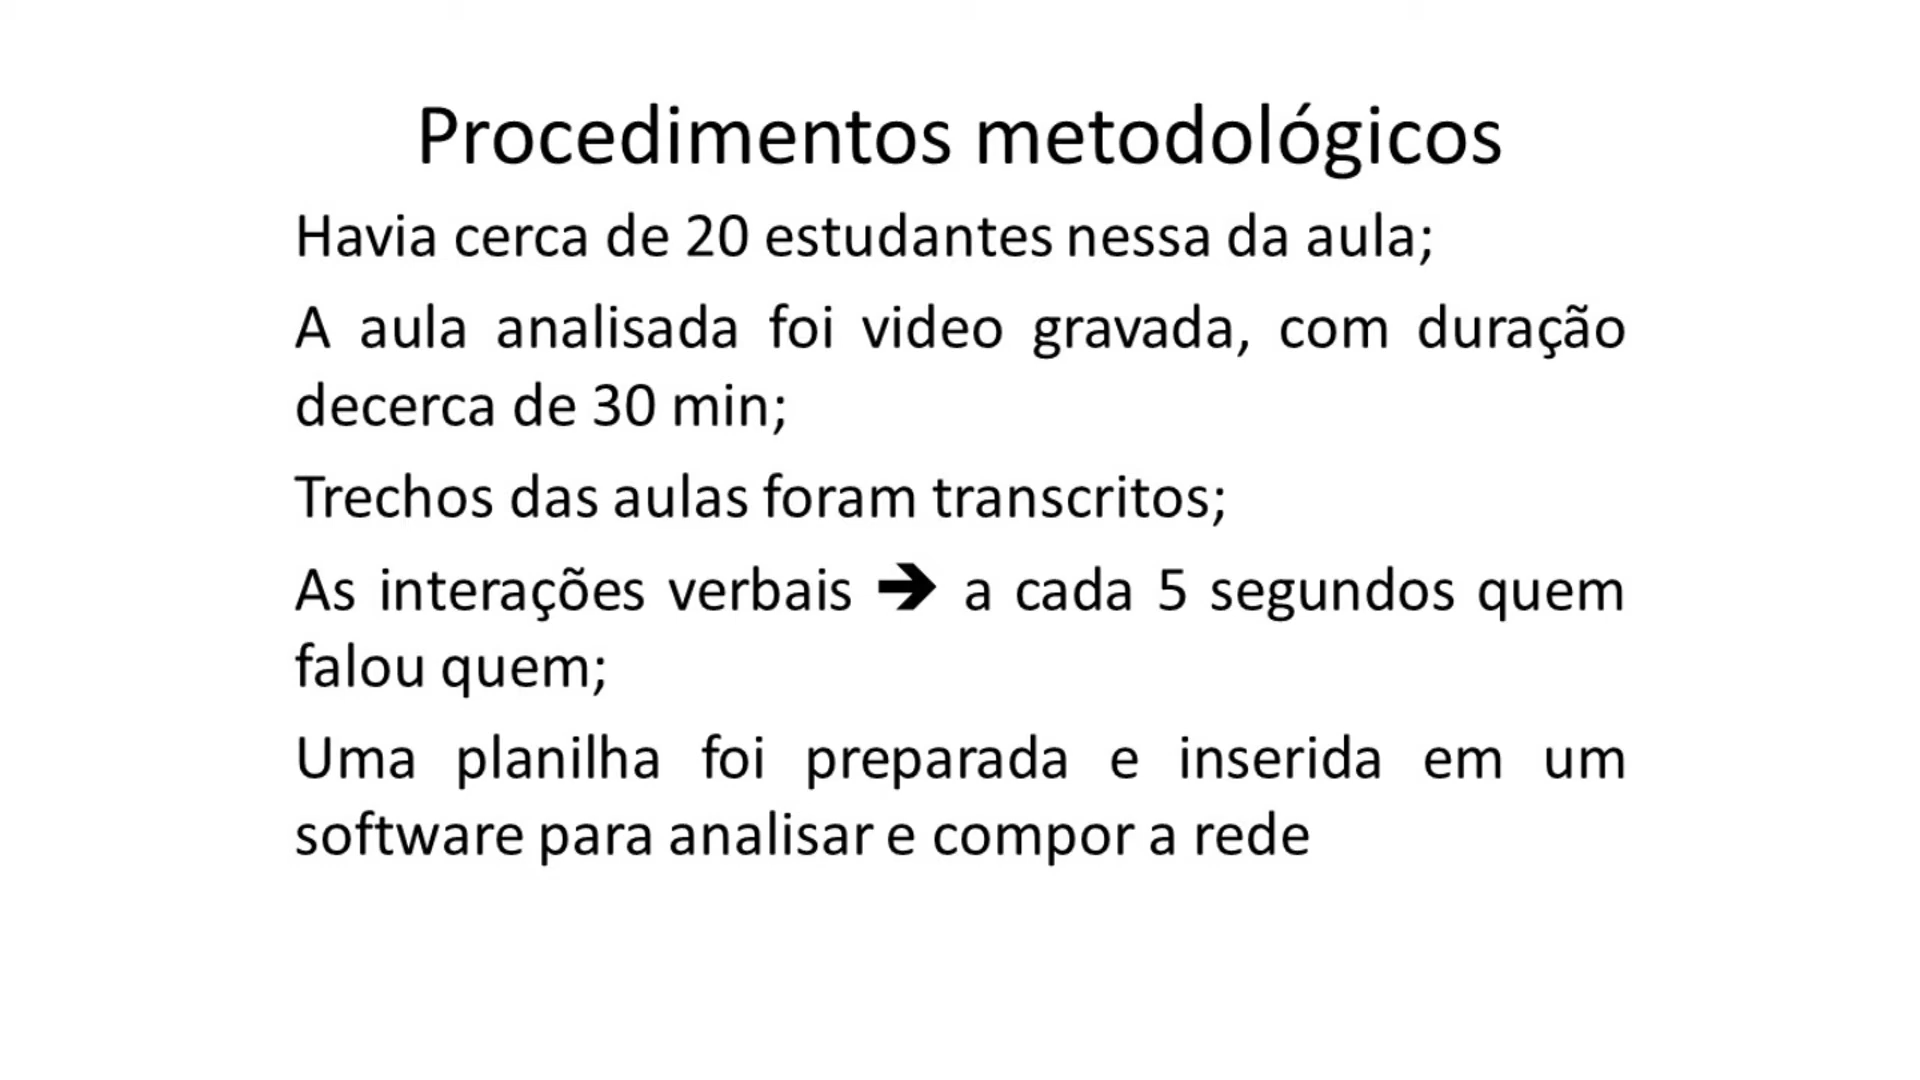 Procedimentos metodológicos
Havia cerca de 20 estudantes nessa da aula;
A aula analisada foi video gravada, com duração
decerca de 30 min;
Trechos das aulas foram transcritos;
As interações verbais 🡪 a cada 5 segundos quem
falou quem;
Uma planilha foi preparada e inserida em um
software para analisar e compor a rede